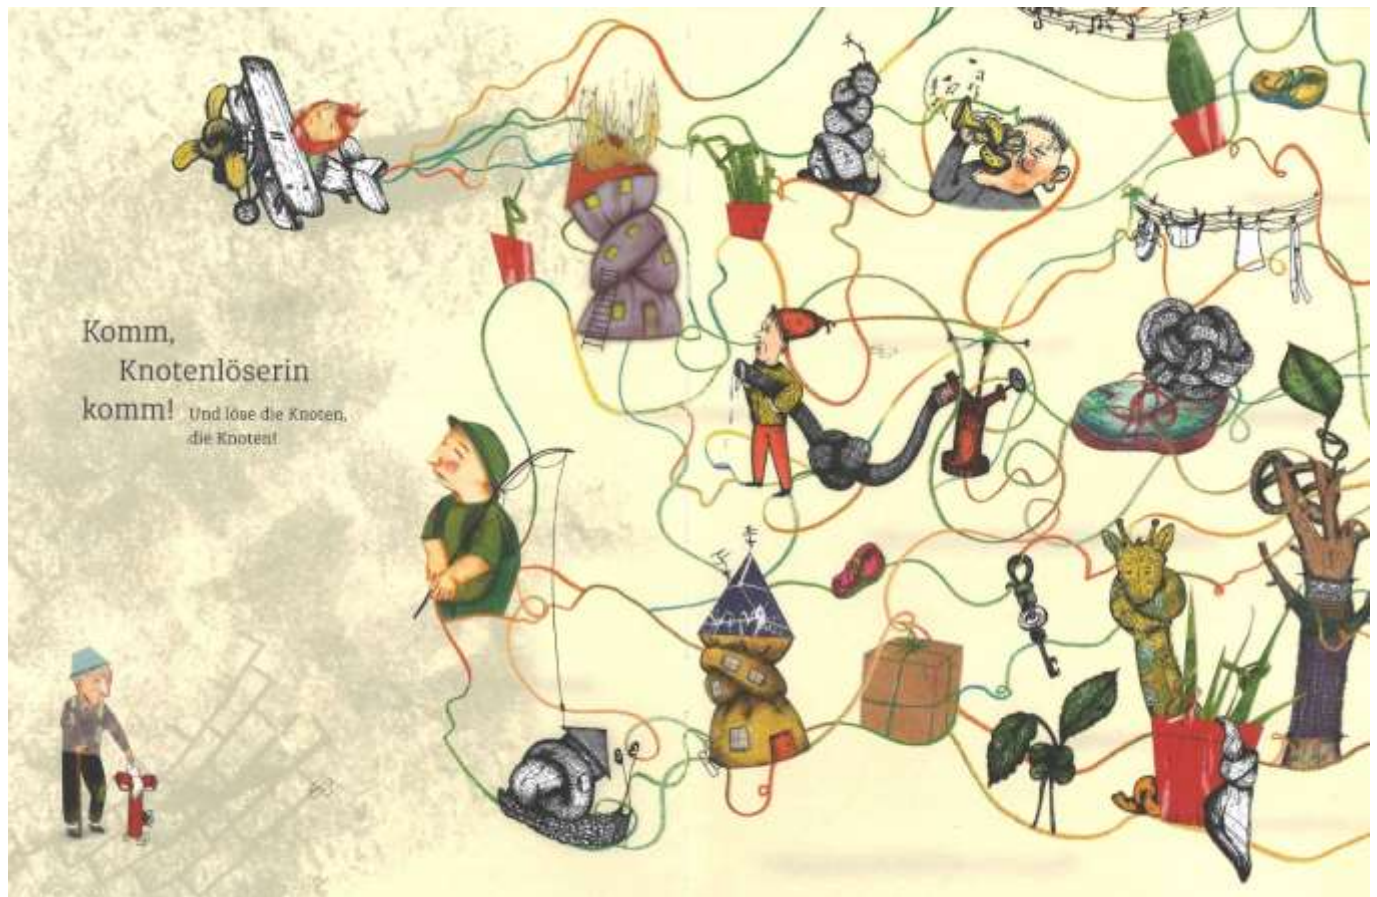 Komm,
Knotenlöserin
komm! Und löse die Knoten,
die Knoten!